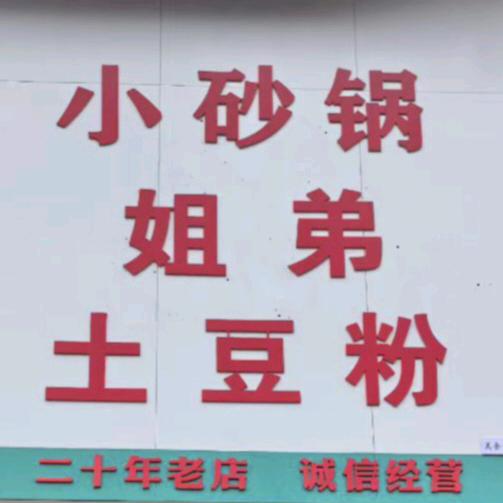 小砂锅
姐弟
土豆粉
二十年老店 诚信经营